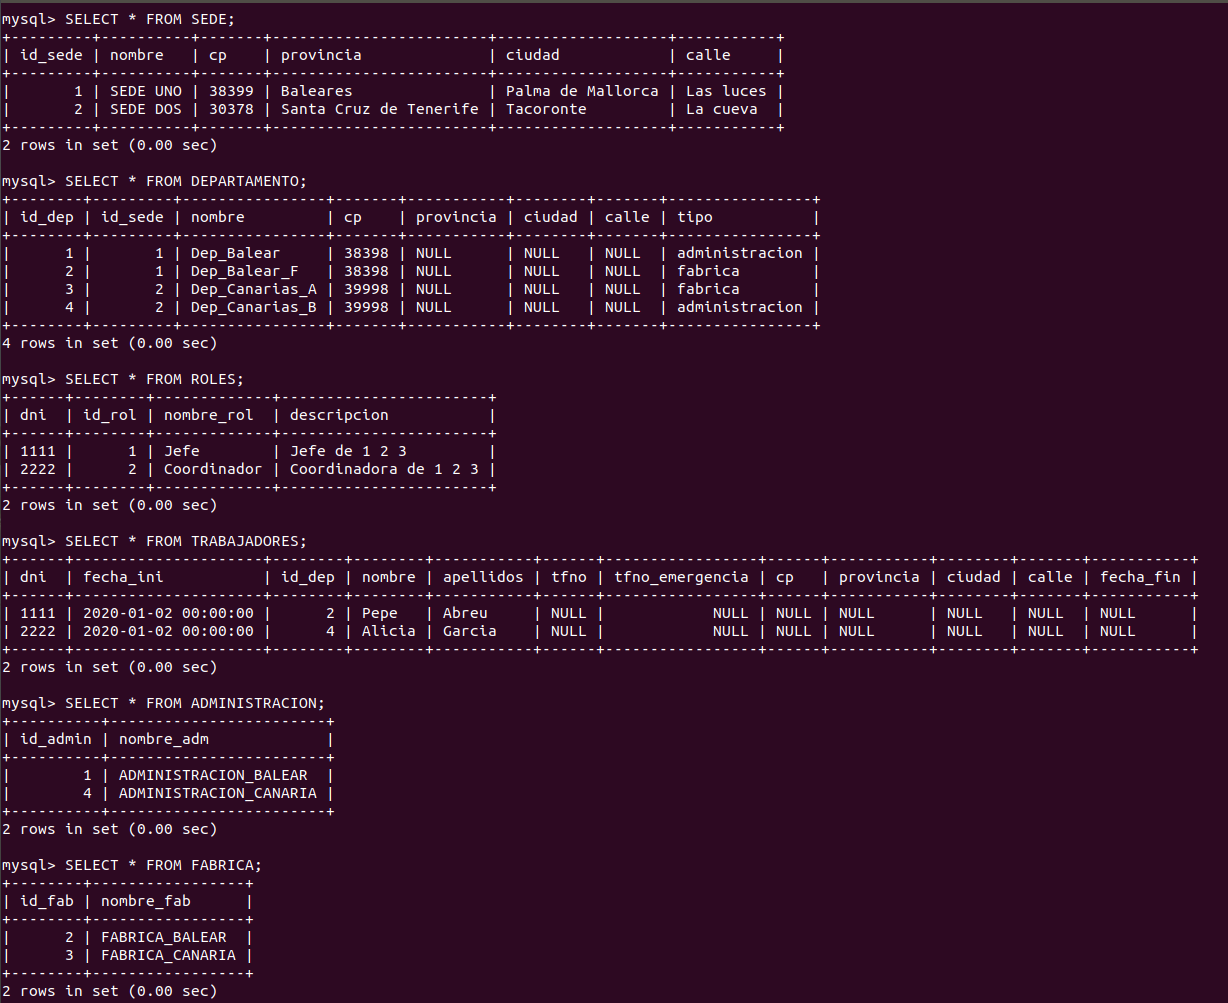 mysql> SELECT * FROM SEDE;
+---------+----------+-------+------------------------+-------------------+-----------+
| id_sede | nombre   | cp    | provincia              | ciudad            | calle     |
+---------+----------+-------+------------------------+-------------------+-----------+
|       1 | SEDE UNO | 38399 | Baleares               | Palma de Mallorca | Las luces |
|       2 | SEDE DOS | 30378 | Santa Cruz de Tenerife | Tacoronte         | La cueva  |
+---------+----------+-------+------------------------+-------------------+-----------+
2 rows in set (0.00 sec)

mysql> SELECT * FROM DEPARTAMENTO;
+--------+---------+----------------+-------+-----------+--------+-------+----------------+
| id_dep | id_sede | nombre         | cp    | provincia | ciudad | calle | tipo           |
+--------+---------+----------------+-------+-----------+--------+-------+----------------+
|      1 |       1 | Dep_Balear     | 38398 | NULL      | NULL   | NULL  | administracion |
|      2 |       1 | Dep_Balear_F   | 38398 | NULL      | NULL   | NULL  | fabrica        |
|      3 |       2 | Dep_Canarias_A | 39998 | NULL      | NULL   | NULL  | fabrica        |
|      4 |       2 | Dep_Canarias_B | 39998 | NULL      | NULL   | NULL  | administracion |
+--------+---------+----------------+-------+-----------+--------+-------+----------------+
4 rows in set (0.00 sec)

mysql> SELECT * FROM ROLES;
+------+--------+-------------+-----------------------+
| dni  | id_rol | nombre_rol  | descripcion           |
+------+--------+-------------+-----------------------+
| 1111 |      1 | Jefe        | Jefe de 1 2 3         |
| 2222 |      2 | Coordinador | Coordinadora de 1 2 3 |
+------+--------+-------------+-----------------------+
2 rows in set (0.00 sec)

mysql> SELECT * FROM TRABAJADORES;
+------+---------------------+--------+--------+-----------+------+-----------------+------+-----------+--------+-------+-----------+
| dni  | fecha_ini           | id_dep | nombre | apellidos | tfno | tfno_emergencia | cp   | provincia | ciudad | calle | fecha_fin |
+------+---------------------+--------+--------+-----------+------+-----------------+------+-----------+--------+-------+-----------+
| 1111 | 2020-01-02 00:00:00 |      2 | Pepe   | Abreu     | NULL |            NULL | NULL | NULL      | NULL   | NULL  | NULL      |
| 2222 | 2020-01-02 00:00:00 |      4 | Alicia | Garcia    | NULL |            NULL | NULL | NULL      | NULL   | NULL  | NULL      |
+------+---------------------+--------+--------+-----------+------+-----------------+------+-----------+--------+-------+-----------+
2 rows in set (0.00 sec)

mysql> SELECT * FROM ADMINISTRACION;
+----------+------------------------+
| id_admin | nombre_adm             |
+----------+------------------------+
|        1 | ADMINISTRACION_BALEAR  |
|        4 | ADMINISTRACION_CANARIA |
+----------+------------------------+
2 rows in set (0.00 sec)

mysql> SELECT * FROM FABRICA;
+--------+-----------------+
| id_fab | nombre_fab      |
+--------+-----------------+
|      2 | FABRICA_BALEAR  |
|      3 | FABRICA_CANARIA |
+--------+-----------------+
2 rows in set (0.00 sec)